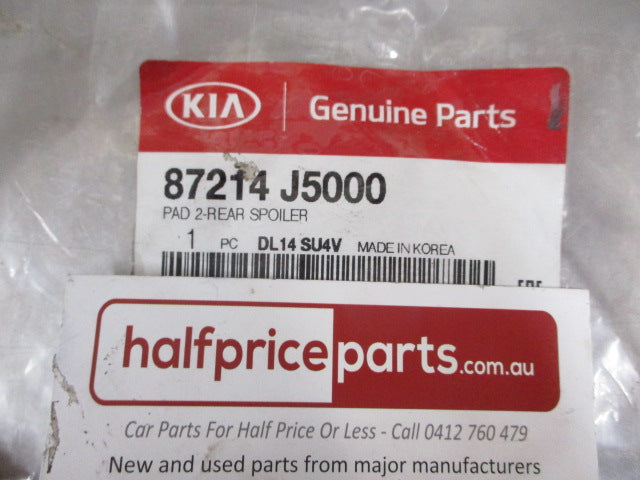 KIA Genuine Parts
87214 J5000
PAD 2-REAR SPOILER
1 PC DL14 SU4V MADE IN KOREA
halfpriceparts.com.au
Car Parts For Half Price Or Less - Call 0412 760 479
New and used parts from major manufacturers